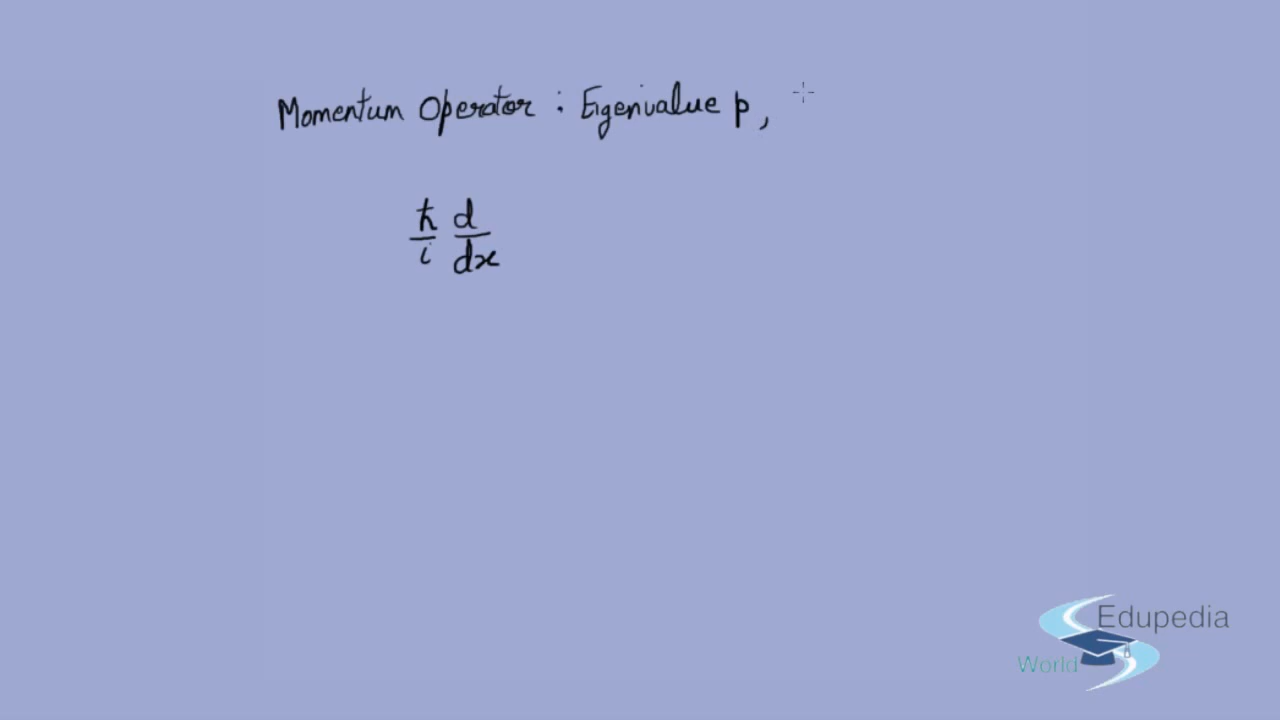 Momentum Operator : Eigenvalue p,
ħ/i d/dx
Edupedia
World